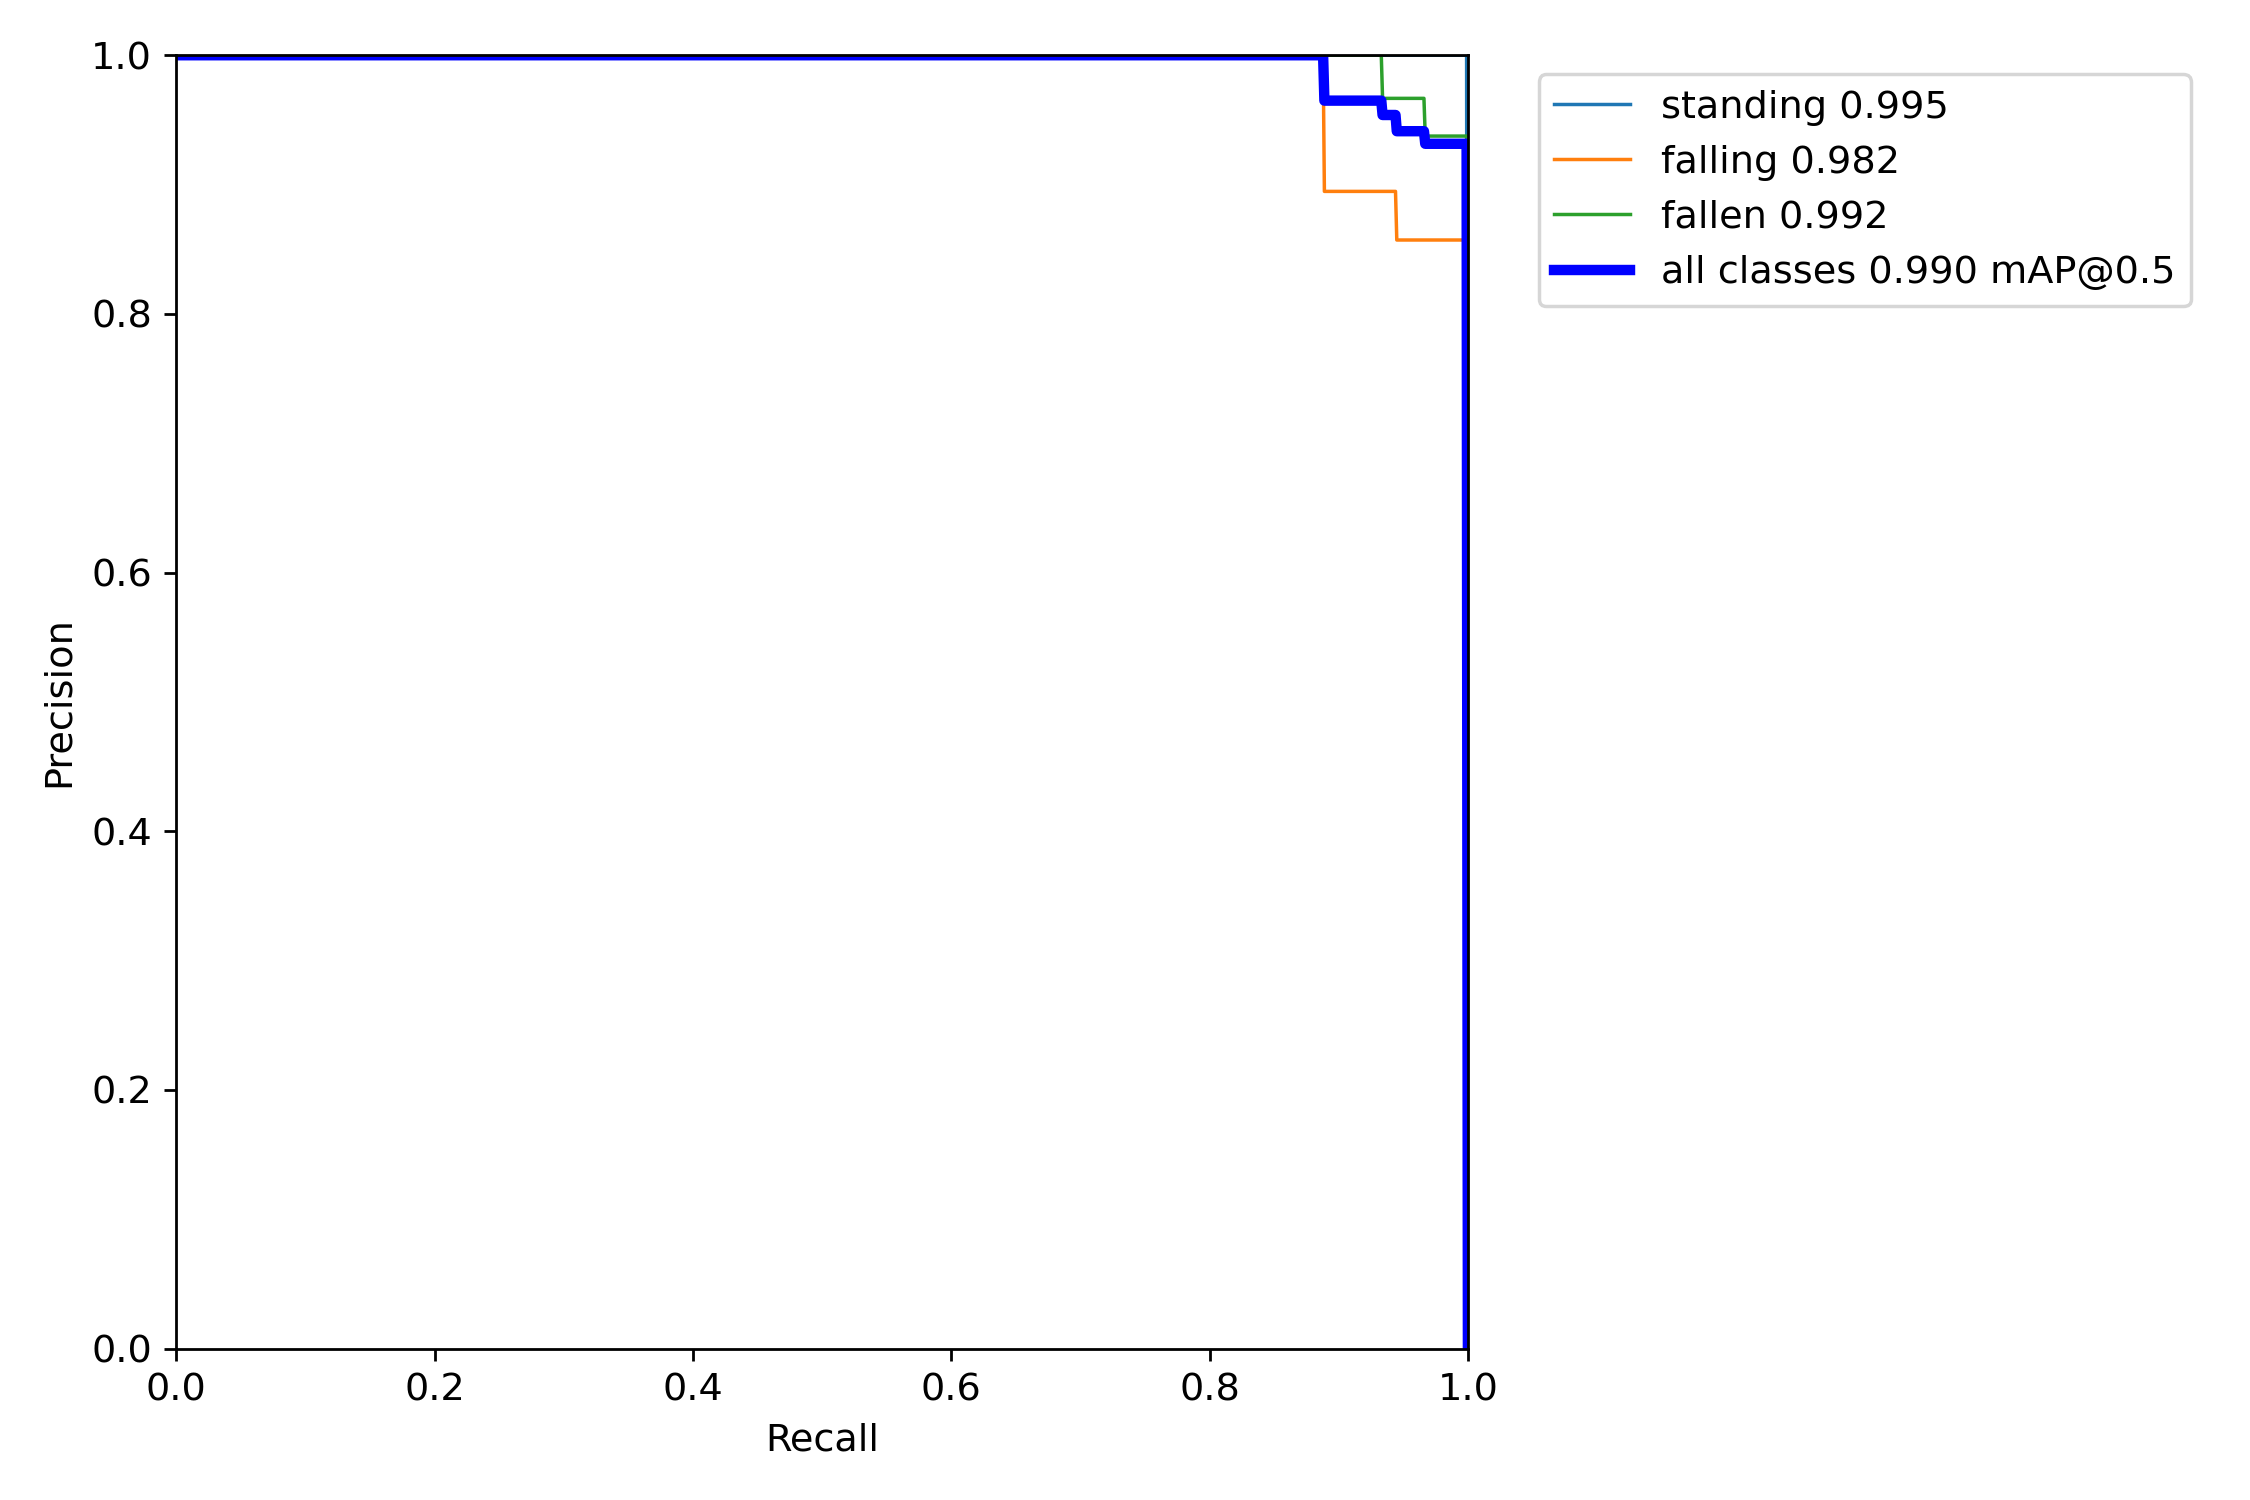 1.0
0.8
0.6
0.4
0.2
0.0
Precision
0.0 0.2 0.4 0.6 0.8 1.0
Recall
standing 0.995
falling 0.982
fallen 0.992
all classes 0.990 mAP@0.5